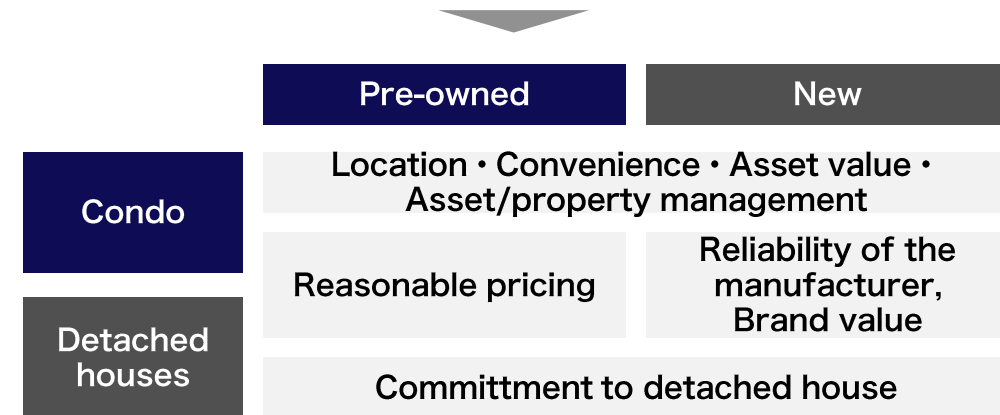 Pre-owned
New
Condo
Location・Convenience・Asset value・
Asset/property management
Reasonable pricing
Reliability of the
manufacturer,
Brand value
Detached
houses
Committment to detached house